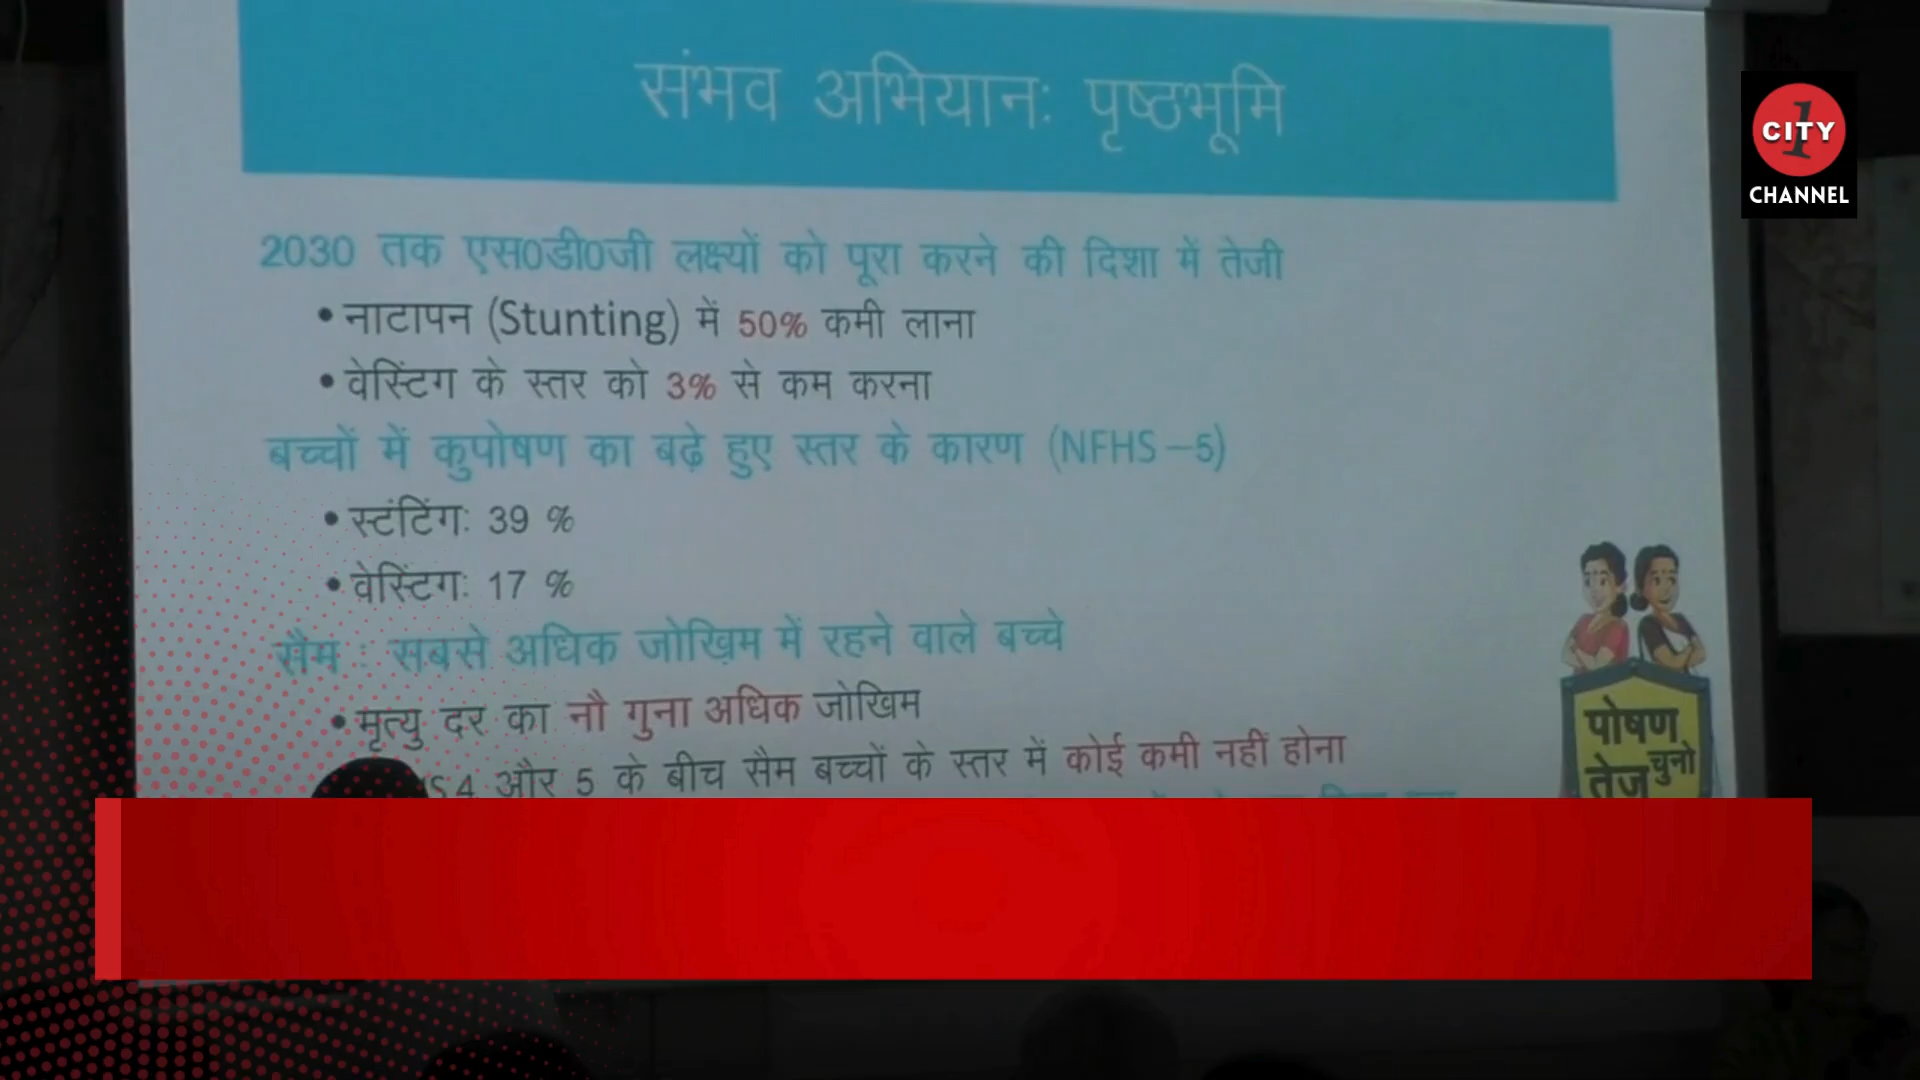 संभव अभियानः पृष्ठभूमि
CITY
1
CHANNEL
2030 तक एस0डी0जी लक्ष्यों को पूरा करने की दिशा में तेजी
• नाटापन (Stunting) में 50% कमी लाना
• वेस्टिंग के स्तर को 3% से कम करना
बच्चों में कुपोषण का बढ़े हुए स्तर के कारण (NFHS –5)
• स्टंटिंगः 39 %
• वेस्टिंगः 17 %
सैम : सबसे अधिक जोखिम में रहने वाले बच्चे
• मृत्यु दर का नौ गुना अधिक जोखिम
S 4 और 5 के बीच सैम बच्चों के स्तर में कोई कमी नहीं होना
पोषण
चुनो
तेज